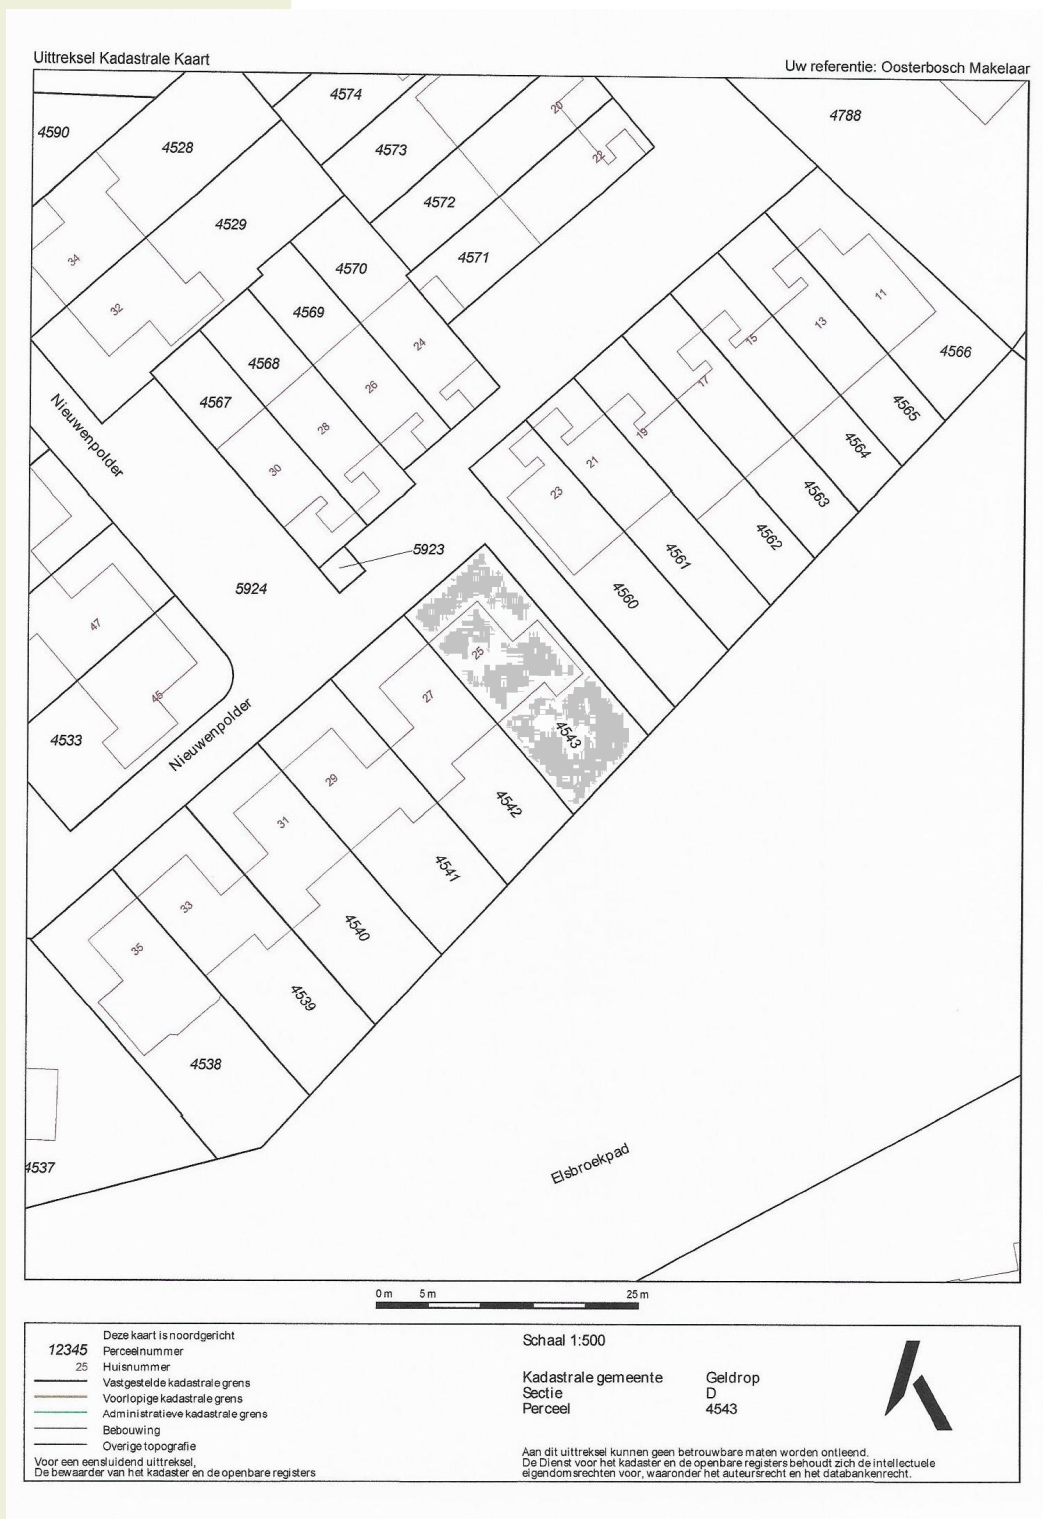 Uittreksel Kadastrale Kaart
Uw referentie: Oosterbosch Makelaar
4574
4590
4528
4573
20
4788
22
4572
4529
34
4571
4570
11
32
4569
13
24
15
4566
4568
17
26
4567
4565
28
Nieuwenpolder
19
4564
30
21
23
4563
4562
5923
4561
5924
4560
47
25
45
27
4533
Nieuwenpolder
4543
29
4542
31
4541
33
4540
35
4539
4538
4537
Elsbroekpad
0 m 5 m 25 m
Deze kaart is noordgericht
12345 Perceelnummer
25 Huisnummer
Vastgestelde kadastrale grens
Voorlopige kadastrale grens
Administratieve kadastrale grens
Bebouwing
Overige topografie
Voor een eensluidend uittreksel,
De bewaarder van het kadaster en de openbare registers
Schaal 1:500
Kadastrale gemeente Geldrop
Sectie D
Perceel 4543
Aan dit uittreksel kunnen geen betrouwbare maten worden ontleend.
De Dienst voor het kadaster en de openbare registers behoudt zich de intellectuele
eigendomsrechten voor, waaronder het auteursrecht en het databankenrecht.